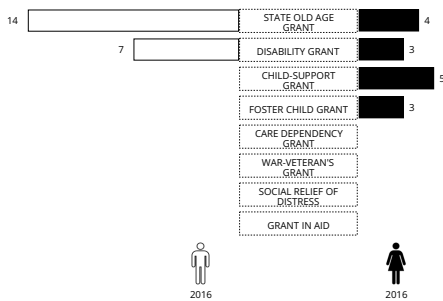 14
STATE OLD AGE
GRANT
4
7
DISABILITY GRANT
3
CHILD-SUPPORT
GRANT
5
FOSTER CHILD GRANT
3
CARE DEPENDENCY
GRANT
WAR-VETERAN'S
GRANT
SOCIAL RELIEF OF
DISTRESS
GRANT IN AID
2016
2016